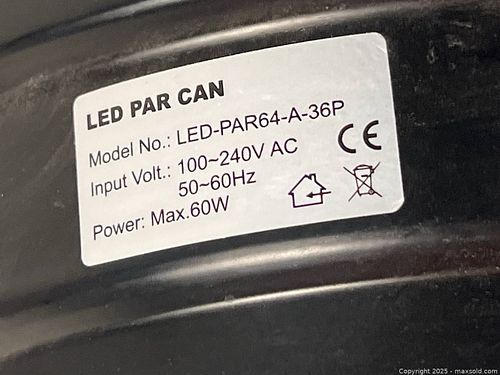 LED PAR CAN
Model No.: LED-PAR64-A-36P
Input Volt.: 100~240V AC
50~60Hz
Power: Max.60W
CE
Copyright 2025 - maxsold.com